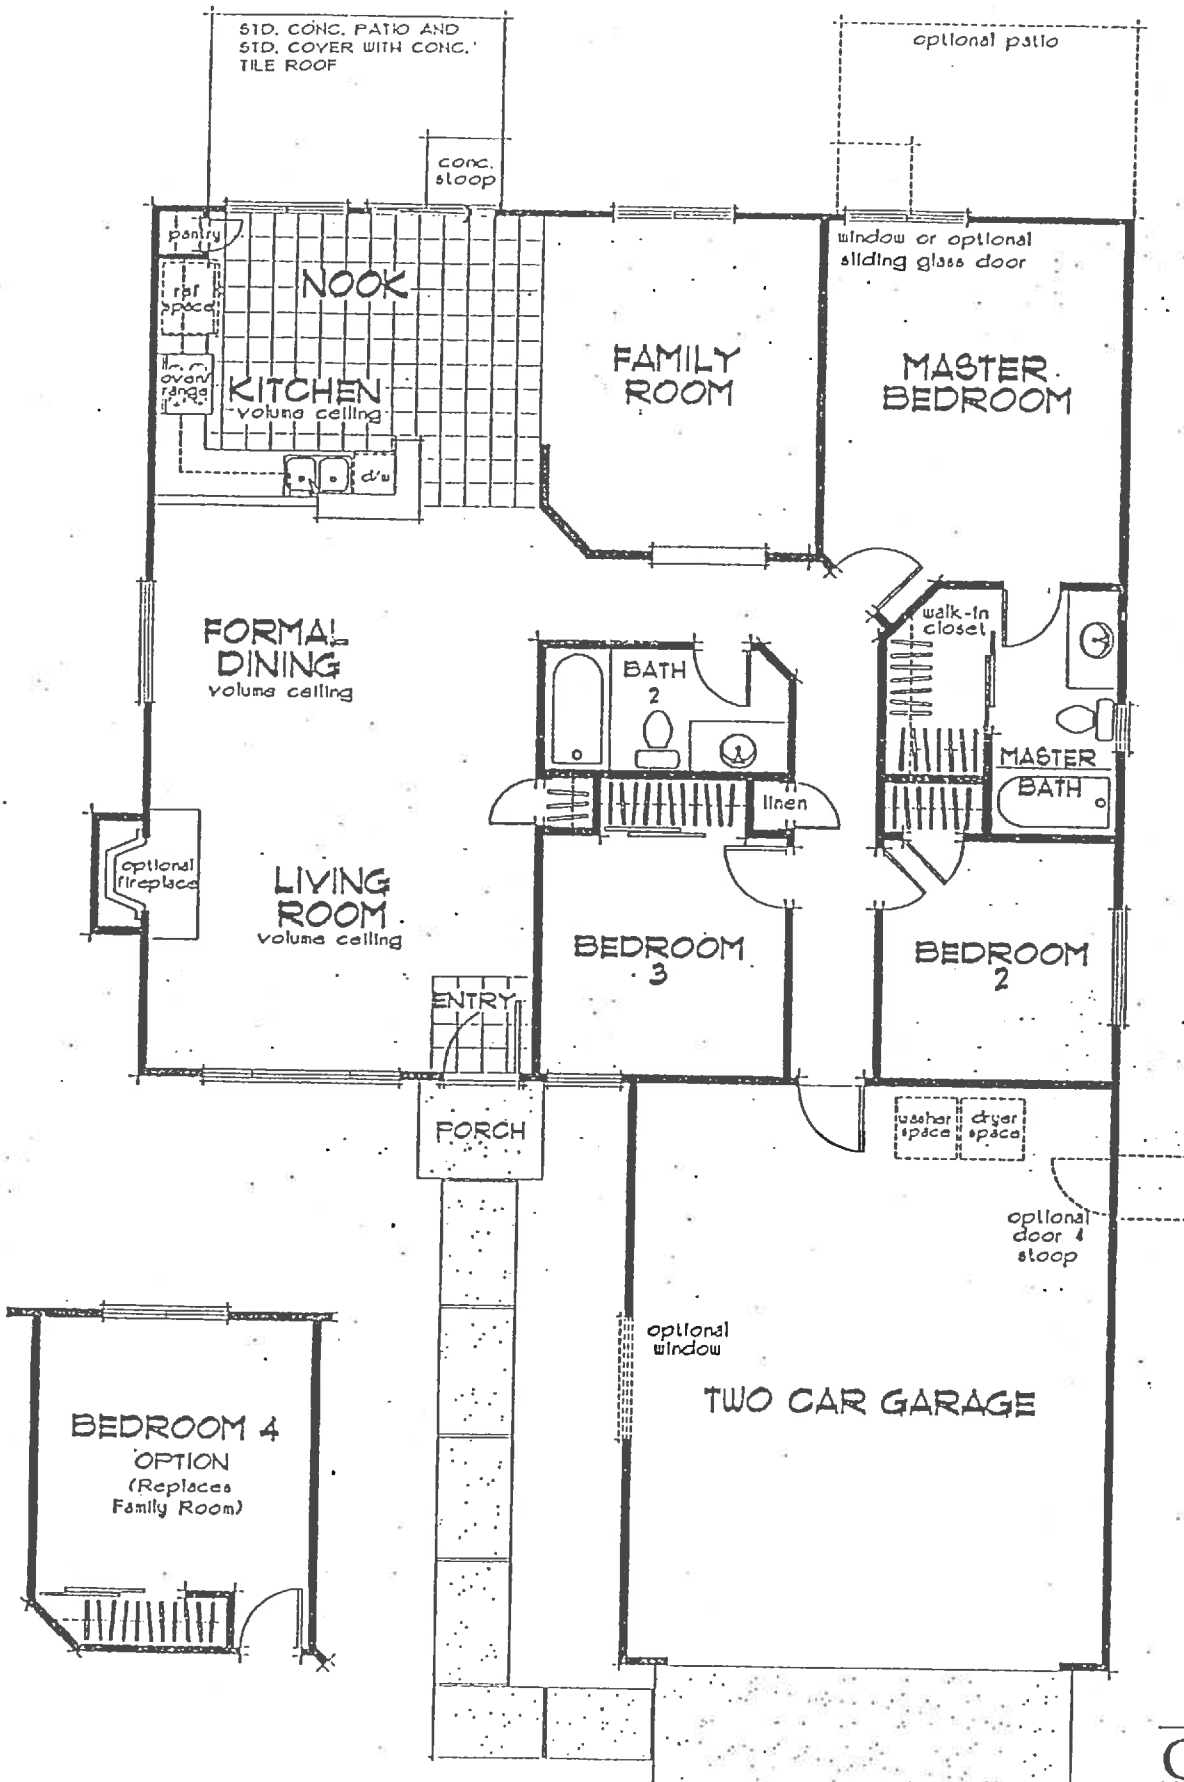 STD. CONC. PATIO AND
STD. COVER WITH CONC.
TILE ROOF
optional patio
conc.
stoop
pantry
window or optional
sliding glass door
NOOK
ref
space
FAMILY
ROOM
MASTER
BEDROOM
oven/
range
KITCHEN
volume ceiling
d/w
walk-in
closet
FORMAL
DINING
volume ceiling
BATH
2
MASTER
BATH
linen
optional
fireplace
LIVING
ROOM
volume ceiling
BEDROOM
3
BEDROOM
2
ENTRY
PORCH
washer
space
dryer
space
optional
door &
stoop
optional
window
TWO CAR GARAGE
BEDROOM 4
OPTION
(Replaces
Family Room)